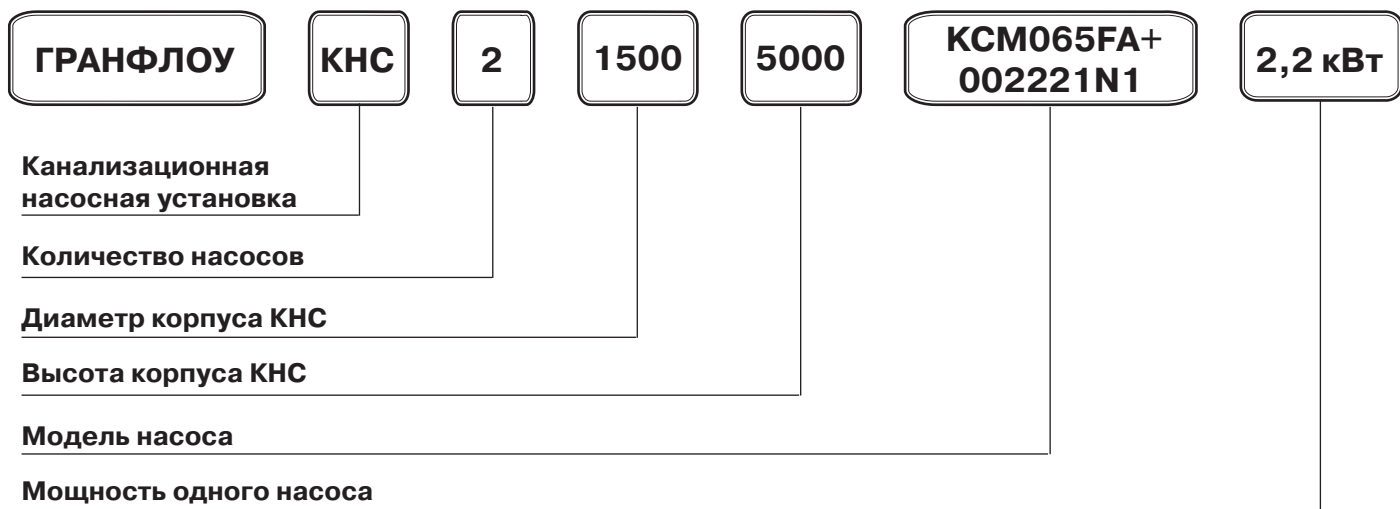 ГРАНФЛОУ КНС 2 1500 5000 KCM065FA+ 2,2 кВт
002221N1
Канализационная
насосная установка
Количество насосов
Диаметр корпуса КНС
Высота корпуса КНС
Модель насоса
Мощность одного насоса